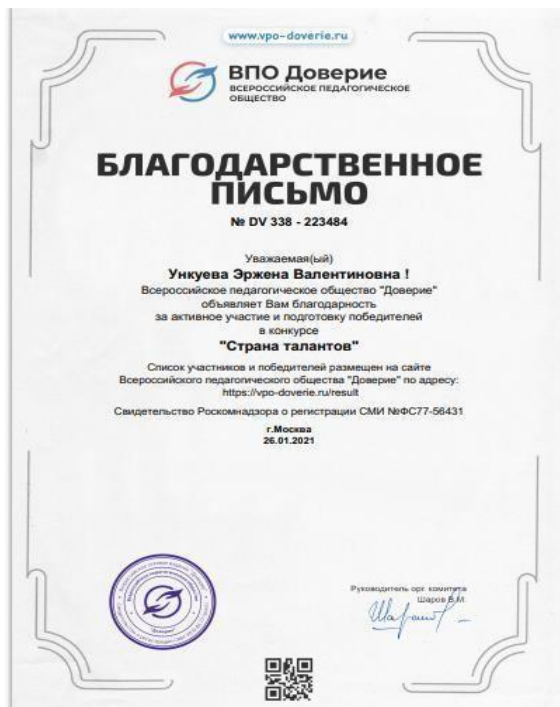 www.vpo-doverie.ru
ВПО Доверие
ВСЕРОССИЙСКОЕ ПЕДАГОГИЧЕСКОЕ
ОБЩЕСТВО
БЛАГОДАРСТВЕННОЕ
ПИСЬМО
№ DV 338 - 223484
Уважаемая(ый)
Ункуева Эржена Валентиновна !
Всероссийское педагогическое общество "Доверие"
объявляет Вам благодарность
за активное участие и подготовку победителей
в конкурсе
"Страна талантов"
Список участников и победителей размещен на сайте
Всероссийского педагогического общества "Доверие" по адресу:
https://vpo-doverie.ru/result
Свидетельство Роскомнадзора о регистрации СМИ №ФС77-56431
г.Москва
26.01.2021
Руководитель орг. комитета
Шаров В.М.